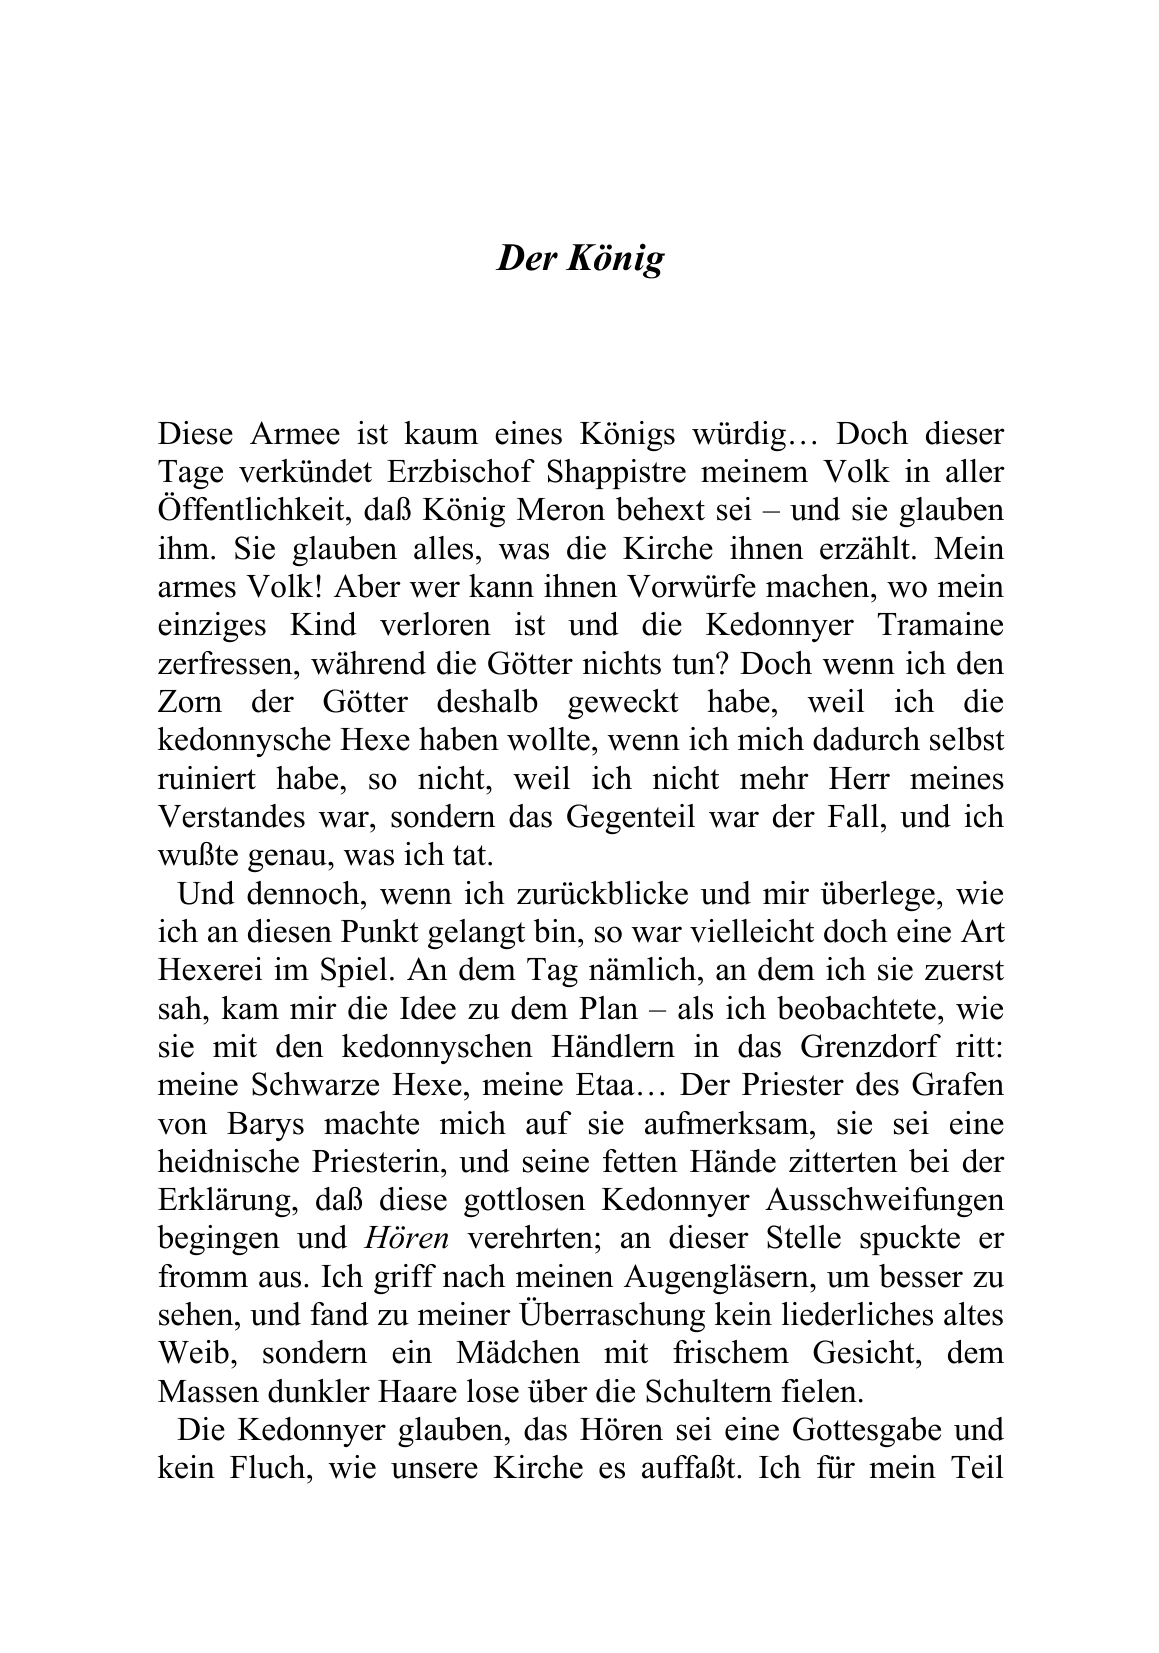 Der König
Diese Armee ist kaum eines Königs würdig… Doch dieser
Tage verkündet Erzbischof Shappistre meinem Volk in aller
Öffentlichkeit, daß König Meron behext sei – und sie glauben
ihm. Sie glauben alles, was die Kirche ihnen erzählt. Mein
armes Volk! Aber wer kann ihnen Vorwürfe machen, wo mein
einziges Kind verloren ist und die Kedonnyer Tramaine
zerfressen, während die Götter nichts tun? Doch wenn ich den
Zorn der Götter deshalb geweckt habe, weil ich die
kedonnysche Hexe haben wollte, wenn ich mich dadurch selbst
ruiniert habe, so nicht, weil ich nicht mehr Herr meines
Verstandes war, sondern das Gegenteil war der Fall, und ich
wußte genau, was ich tat.
Und dennoch, wenn ich zurückblicke und mir überlege, wie
ich an diesen Punkt gelangt bin, so war vielleicht doch eine Art
Hexerei im Spiel. An dem Tag nämlich, an dem ich sie zuerst
sah, kam mir die Idee zu dem Plan – als ich beobachtete, wie
sie mit den kedonnyschen Händlern in das Grenzdorf ritt:
meine Schwarze Hexe, meine Etaa… Der Priester des Grafen
von Barys machte mich auf sie aufmerksam, sie sei eine
heidnische Priesterin, und seine fetten Hände zitterten bei der
Erklärung, daß diese gottlosen Kedonnyer Ausschweifungen
begingen und Hören verehrten; an dieser Stelle spuckte er
fromm aus. Ich griff nach meinen Augengläsern, um besser zu
sehen, und fand zu meiner Überraschung kein liederliches altes
Weib, sondern ein Mädchen mit frischem Gesicht, dem
Massen dunkler Haare lose über die Schultern fielen.
Die Kedonnyer glauben, das Hören sei eine Gottesgabe und
kein Fluch, wie unsere Kirche es auffaßt. Ich für mein Teil